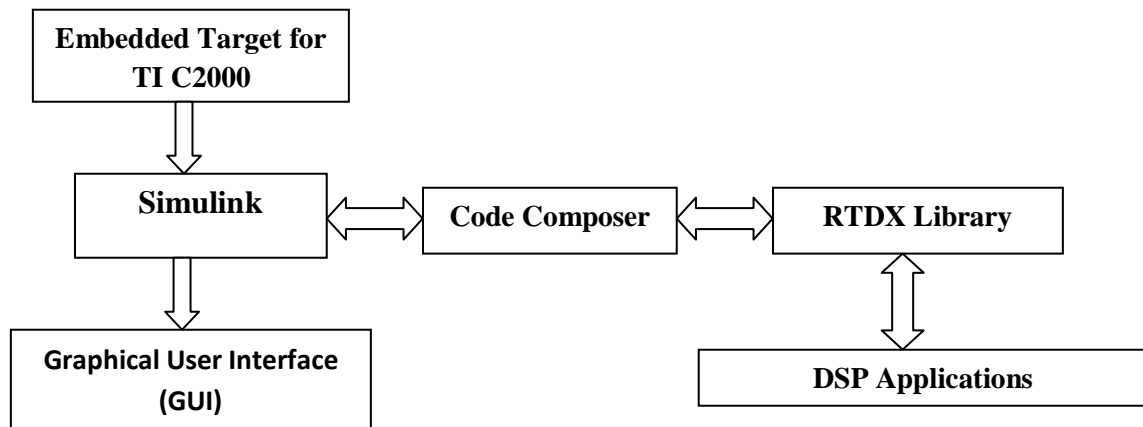 Embedded Target for
TI C2000
Simulink
Code Composer
RTDX Library
Graphical User Interface
(GUI)
DSP Applications